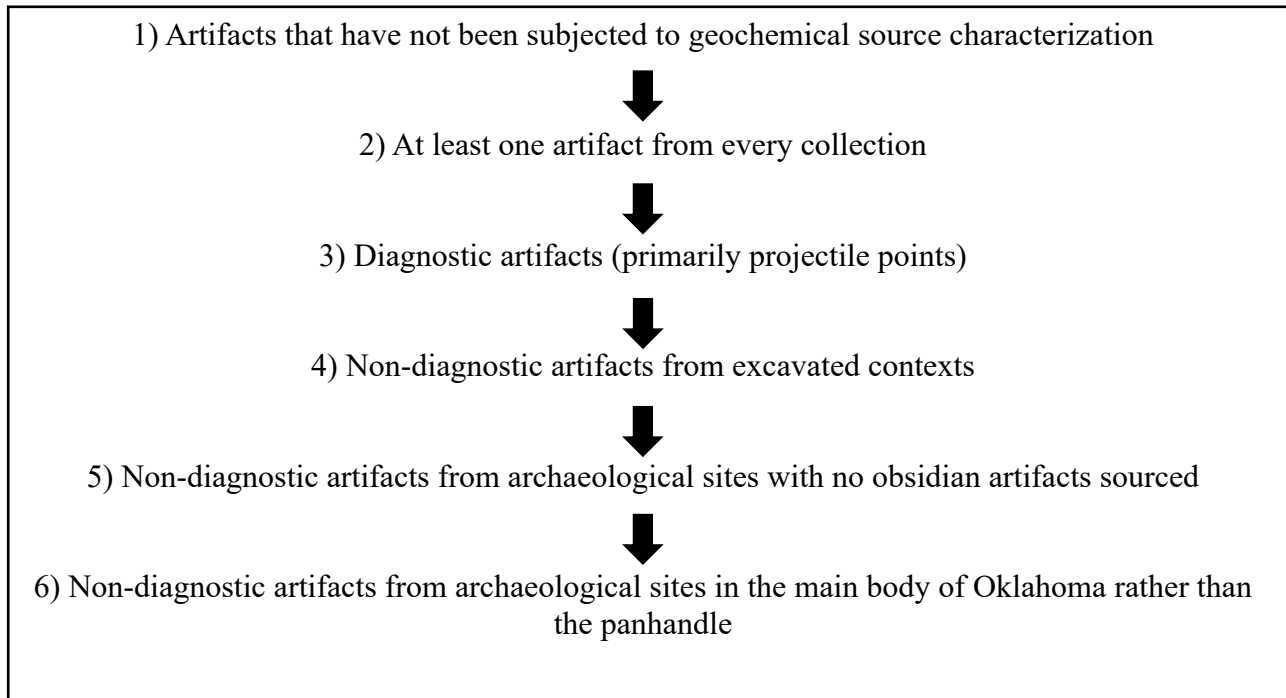 1) Artifacts that have not been subjected to geochemical source characterization
2) At least one artifact from every collection
3) Diagnostic artifacts (primarily projectile points)
4) Non-diagnostic artifacts from excavated contexts
5) Non-diagnostic artifacts from archaeological sites with no obsidian artifacts sourced
6) Non-diagnostic artifacts from archaeological sites in the main body of Oklahoma rather than
the panhandle